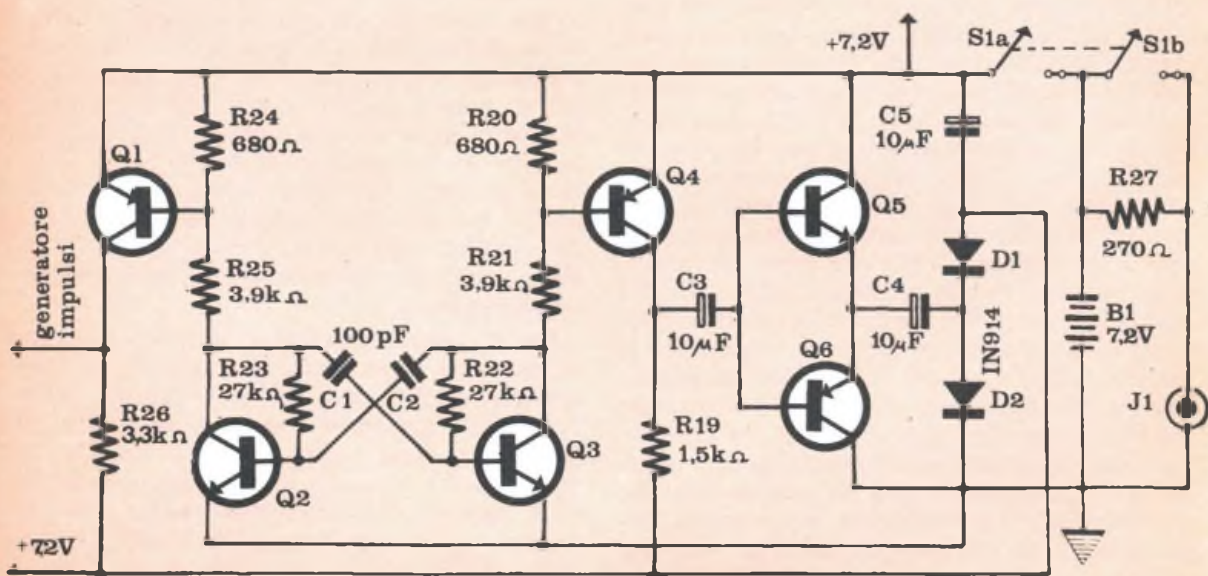 +7,2V
S1a
S1b
R24
680Ω
R20
680Ω
C5
10μF
Q1
Q4
Q5
R27
270Ω
R25
3,9kΩ
R21
3,9kΩ
C3
10μF
C4
10μF
D1
generatore
impulsi
100pF
IN914
B1
7,2V
R23
27kΩ
C1
C2
R22
27kΩ
Q6
D2
J1
R26
3,3kΩ
Q2
Q3
R19
1,5kΩ
+72V